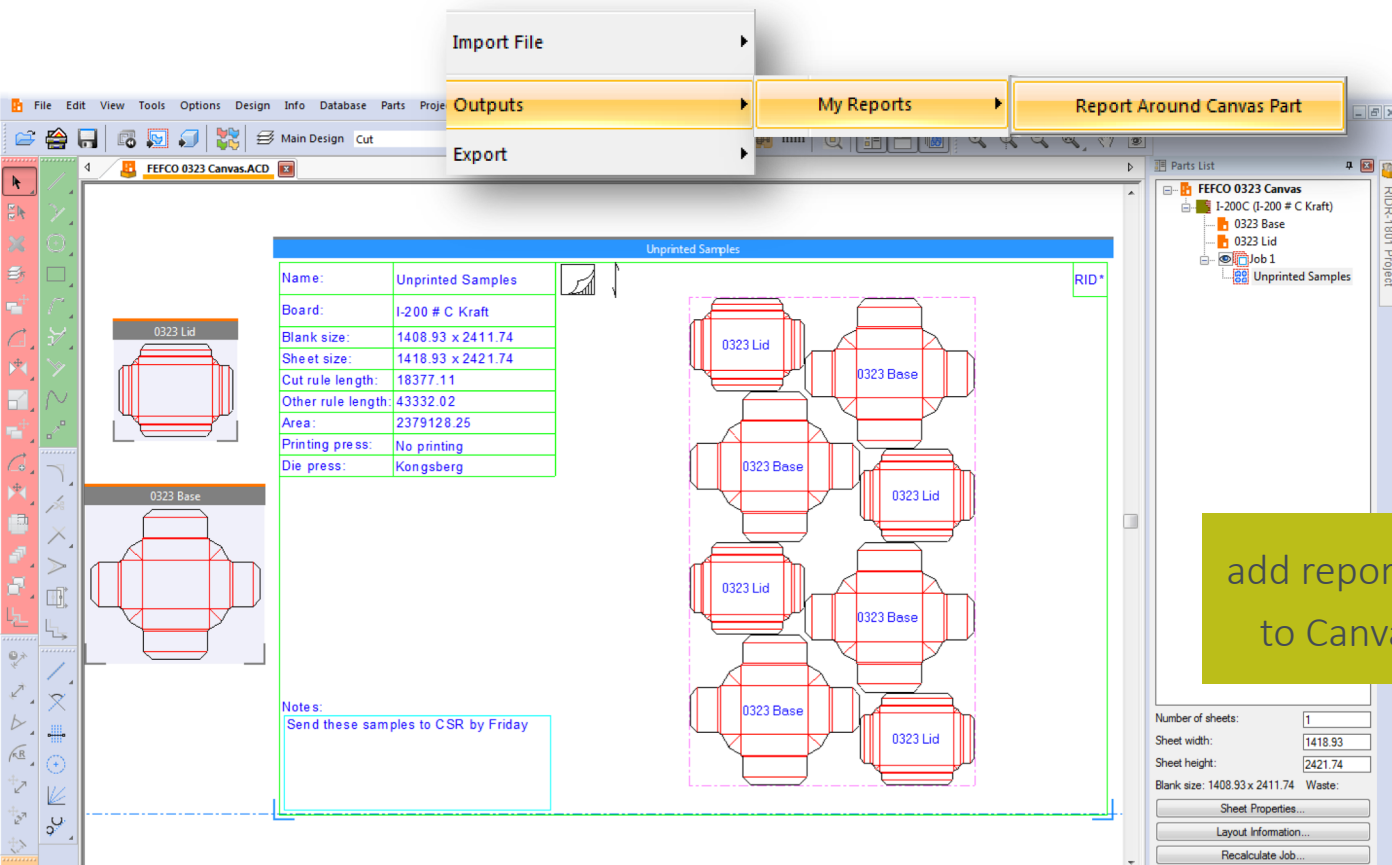 Import File
Outputs
Export
My Reports
Report Around Canvas Part
File Edit View Tools Options Design Info Database Parts
Main Design Cut
mm
FEFCO 0323 Canvas.ACD
Unprinted Samples
0323 Lid
0323 Base
Name: Unprinted Samples
RID*
Board: I-200 # C Kraft
Blank size: 1408.93 x 2411.74
Sheet size: 1418.93 x 2421.74
Cut rule length: 18377.11
Other rule length: 43332.02
Area: 2379128.25
Printing press: No printing
Die press: Kongsberg
Notes:
Send these samples to CSR by Friday
0323 Lid
0323 Base
0323 Base
0323 Lid
0323 Lid
0323 Base
0323 Base
0323 Lid
Parts List
FEFCO 0323 Canvas
I-200C (I-200 # C Kraft)
0323 Base
0323 Lid
Job 1
Unprinted Samples
RIDR-1801 Project
add repor
to Canva
Number of sheets: 1
Sheet width: 1418.93
Sheet height: 2421.74
Blank size: 1408.93 x 2411.74 Waste:
Sheet Properties...
Layout Information...
Recalculate Job...